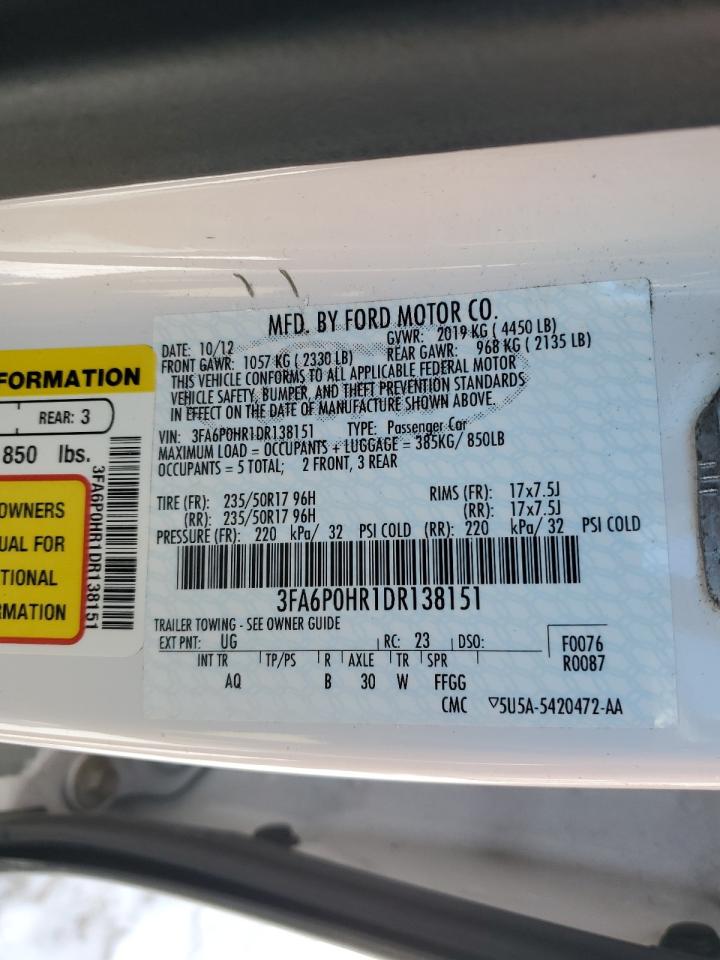 MFD. BY FORD MOTOR CO.
DATE: 10/12 GVWR: 2019 KG ( 4450 LB)
FRONT GAWR: 1057 KG ( 2330 LB) REAR GAWR: 968 KG ( 2135 LB)
THIS VEHICLE CONFORMS TO ALL APPLICABLE FEDERAL MOTOR
VEHICLE SAFETY, BUMPER, AND THEFT PREVENTION STANDARDS
IN EFFECT ON THE DATE OF MANUFACTURE SHOWN ABOVE.
VIN: 3FA6P0HR1DR138151 TYPE: Passenger Car
MAXIMUM LOAD = OCCUPANTS + LUGGAGE = 385KG/ 850LB
OCCUPANTS = 5 TOTAL; 2 FRONT, 3 REAR
TIRE (FR): 235/50R17 96H RIMS (FR): 17x7.5J
(RR): 235/50R17 96H (RR): 17x7.5J
PRESSURE (FR): 220 kPa/ 32 PSI COLD (RR): 220 kPa/ 32 PSI COLD
3FA6P0HR1DR138151
TRAILER TOWING - SEE OWNER GUIDE
EXT PNT: UG RC: 23 DSO: F0076
R0087
INT TR TP/PS R AXLE TR SPR
AQ B 30 W FFGG
CMC ▽5U5A-5420472-AA
FORMATION
REAR: 3
850 lbs.
OWNERS
UAL FOR
TIONAL
FORMATION
3FA6P0HR1DR138151